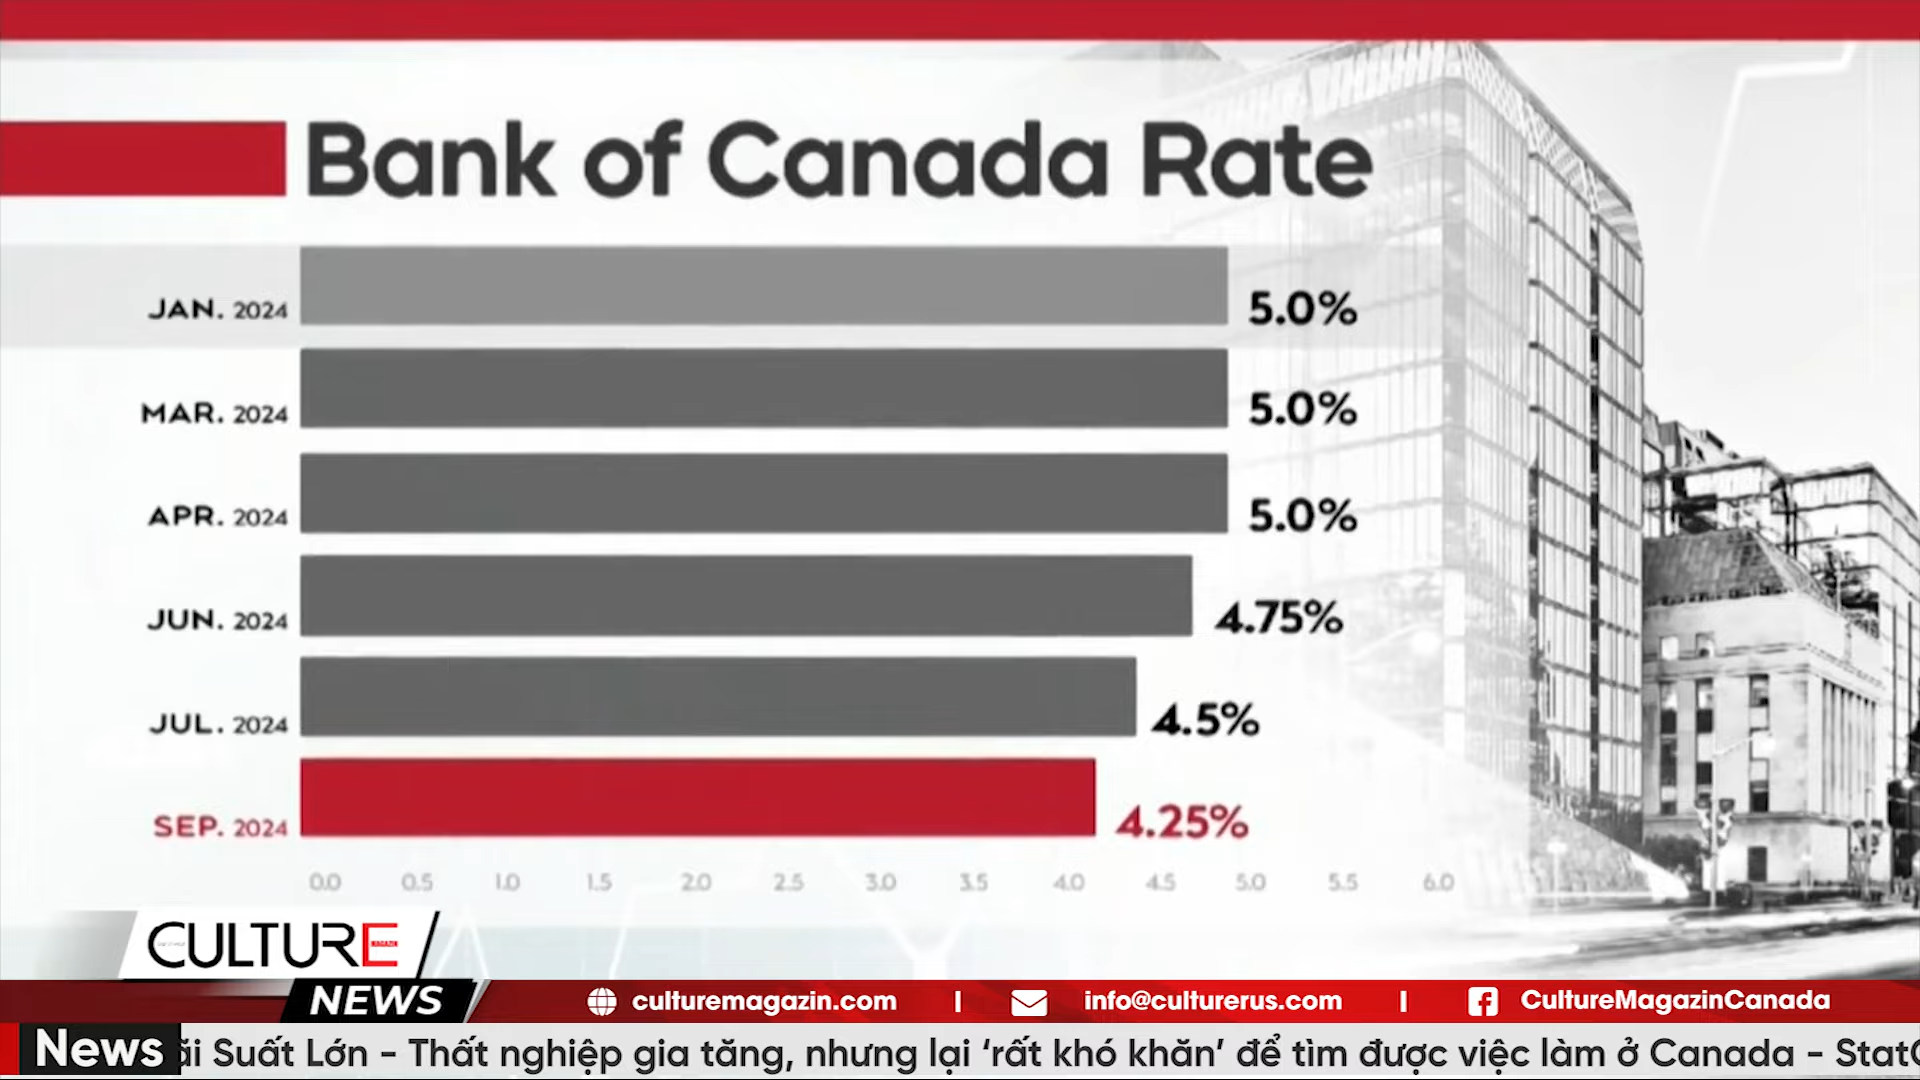 Bank of Canada Rate
JAN. 2024 5.0%
MAR. 2024 5.0%
APR. 2024 5.0%
JUN. 2024 4.75%
JUL. 2024 4.5%
SEP. 2024 4.25%
0.0 0.5 1.0 1.5 2.0 2.5 3.0 3.5 4.0 4.5 5.0 5.5 6.0
CULTURE
NEWS culturemagazin.com | info@culturerus.com | CultureMagazinCanada
News Suất Lớn - Thất nghiệp gia tăng, nhưng lại ‘rất khó khăn’ để tìm được việc làm ở Canada - Stat